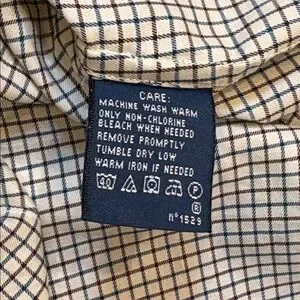 CARE:
MACHINE WASH WARM
ONLY NON-CHLORINE
BLEACH WHEN NEEDED
REMOVE PROMPTLY
TUMBLE DRY LOW
WARM IRON IF NEEDED
40 P
8
n°1529